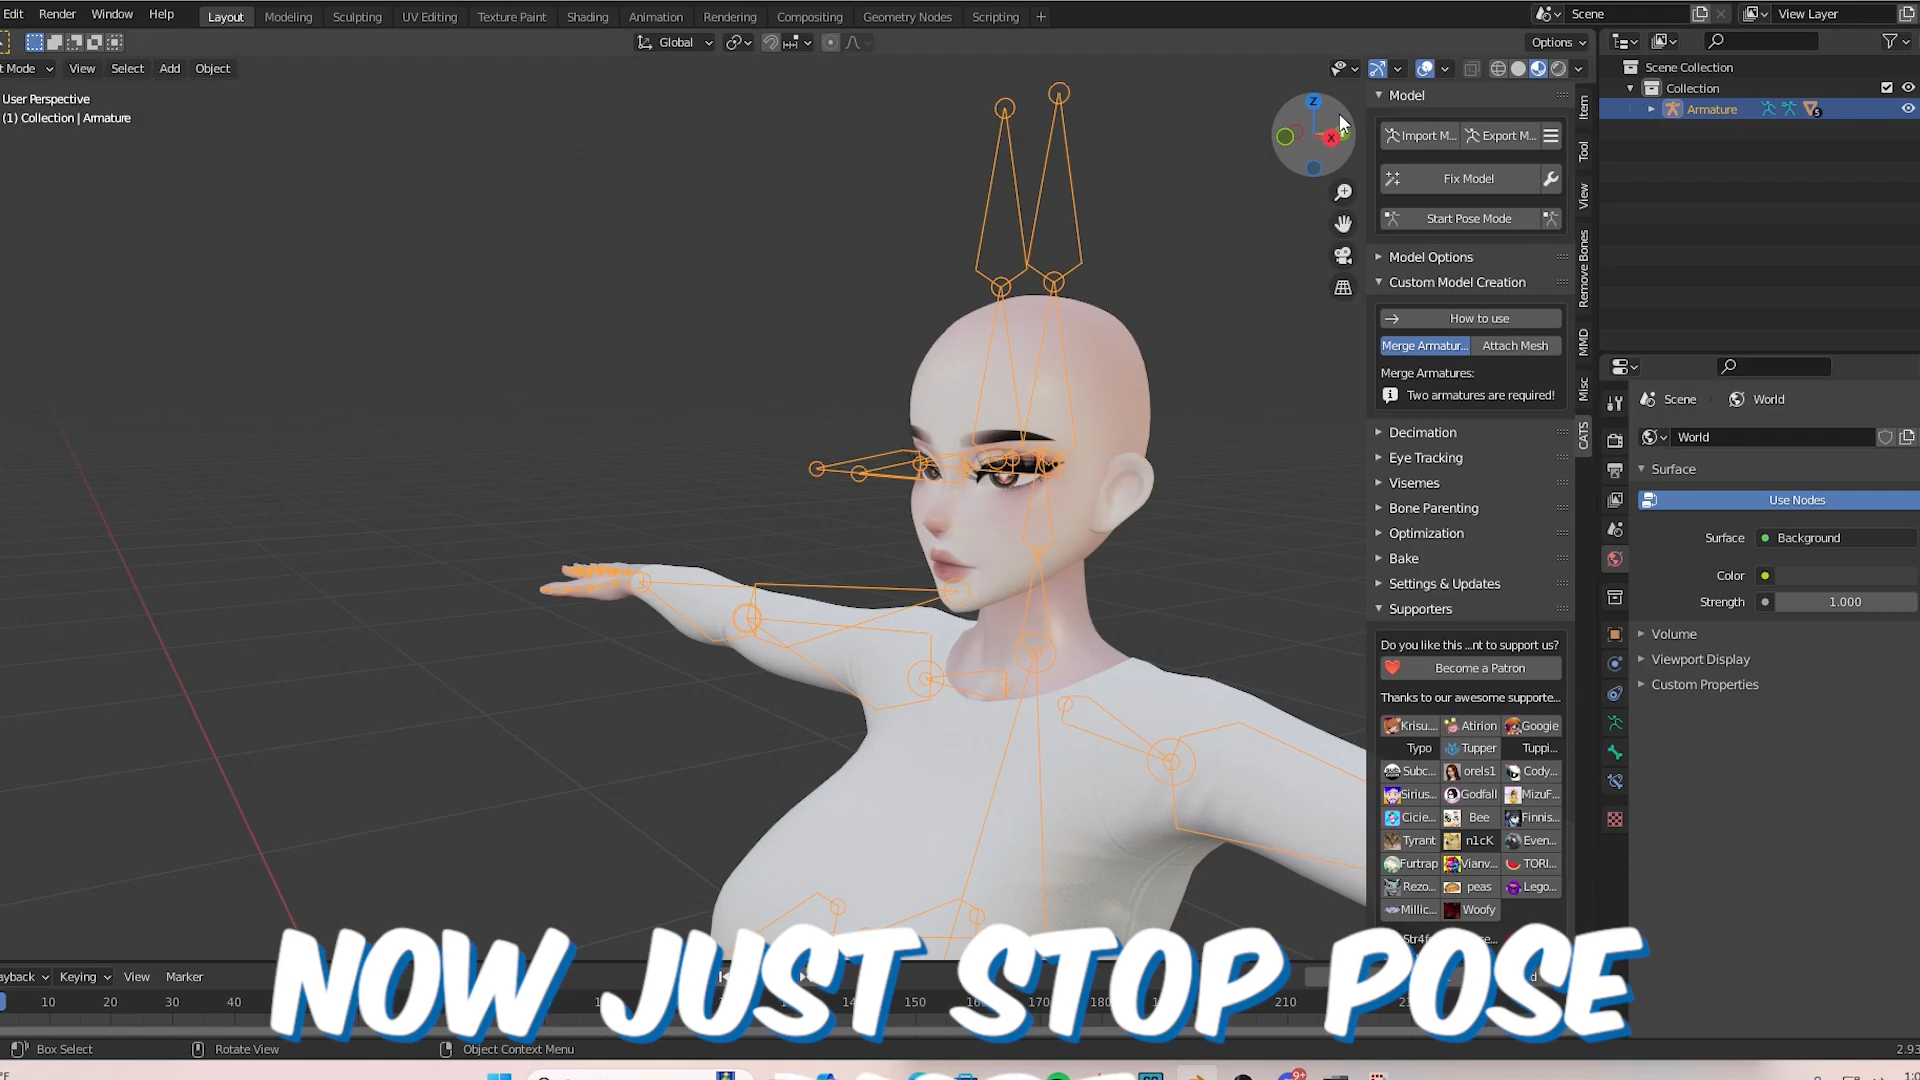 Edit Render Window Help Layout Modeling Sculpting UV Editing Texture Paint Shading Animation Rendering Compositing Geometry Nodes Scripting + Scene View Layer
Global Options
t Mode View Select Add Object
User Perspective
(1) Collection | Armature
Z
X
Model
Import M... Export M...
Fix Model
Start Pose Mode
Model Options
Custom Model Creation
How to use
Merge Armatur... Attach Mesh
Merge Armatures:
Two armatures are required!
Decimation
Eye Tracking
Visemes
Bone Parenting
Optimization
Bake
Settings & Updates
Supporters
Do you like this ...nt to support us?
Become a Patron
Thanks to our awesome supporte...
Krisu... Atirion Googie
Typo Tupper Tuppi...
Subc... orels1 Cody...
Sirius... Godfall MizuF...
Cicie... Bee Finnis...
Tyrant n1cK Even...
Furtrap Vianv... TORI...
Rezo... peas Lego...
Millic... Woofy
Item
Tool
View
Remove Bones
MMD
Misc
CATS
Scene Collection
Collection
Armature 5
Scene World
World
Surface
Use Nodes
Surface Background
Color
Strength 1.000
Volume
Viewport Display
Custom Properties
ayback Keying View Marker
10 20 30 40 150 170 180 210
NOW JUST STOP POSE
Box Select Rotate View Object Context Menu 2.93
°F 9+